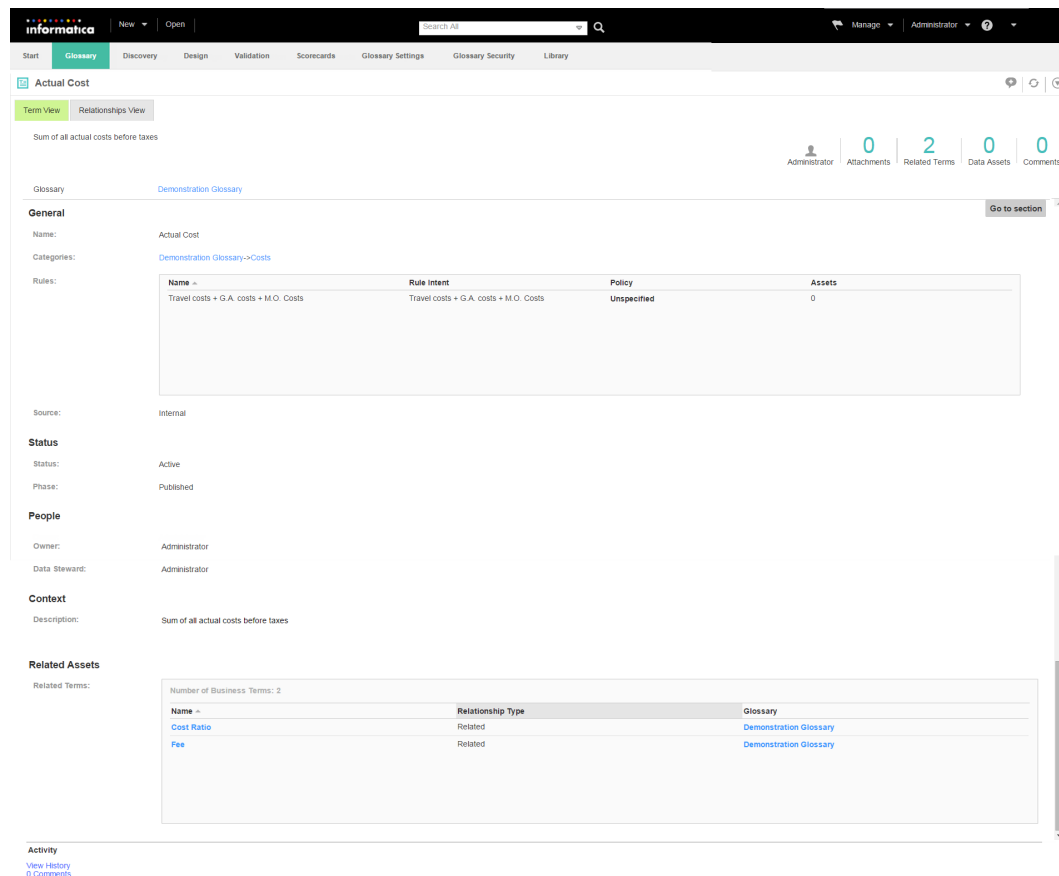 informatica New Open Search All Manage Administrator ?
Start Glossary Discovery Design Validation Scorecards Glossary Settings Glossary Security Library
Actual Cost
Term View Relationships View
Sum of all actual costs before taxes
0 2 0 0
Administrator Attachments Related Terms Data Assets Comments
Glossary Demonstration Glossary
General Go to section
Name: Actual Cost
Categories: Demonstration Glossary->Costs
Rules:
Name Rule Intent Policy Assets
Travel costs + G.A. costs + M.O. Costs Travel costs + G.A. costs + M.O. Costs Unspecified 0
Source: Internal
Status
Status: Active
Phase: Published
People
Owner: Administrator
Data Steward: Administrator
Context
Description: Sum of all actual costs before taxes
Related Assets
Related Terms: Number of Business Terms: 2
Name Relationship Type Glossary
Cost Ratio Related Demonstration Glossary
Fee Related Demonstration Glossary
Activity
View History
0 Comments